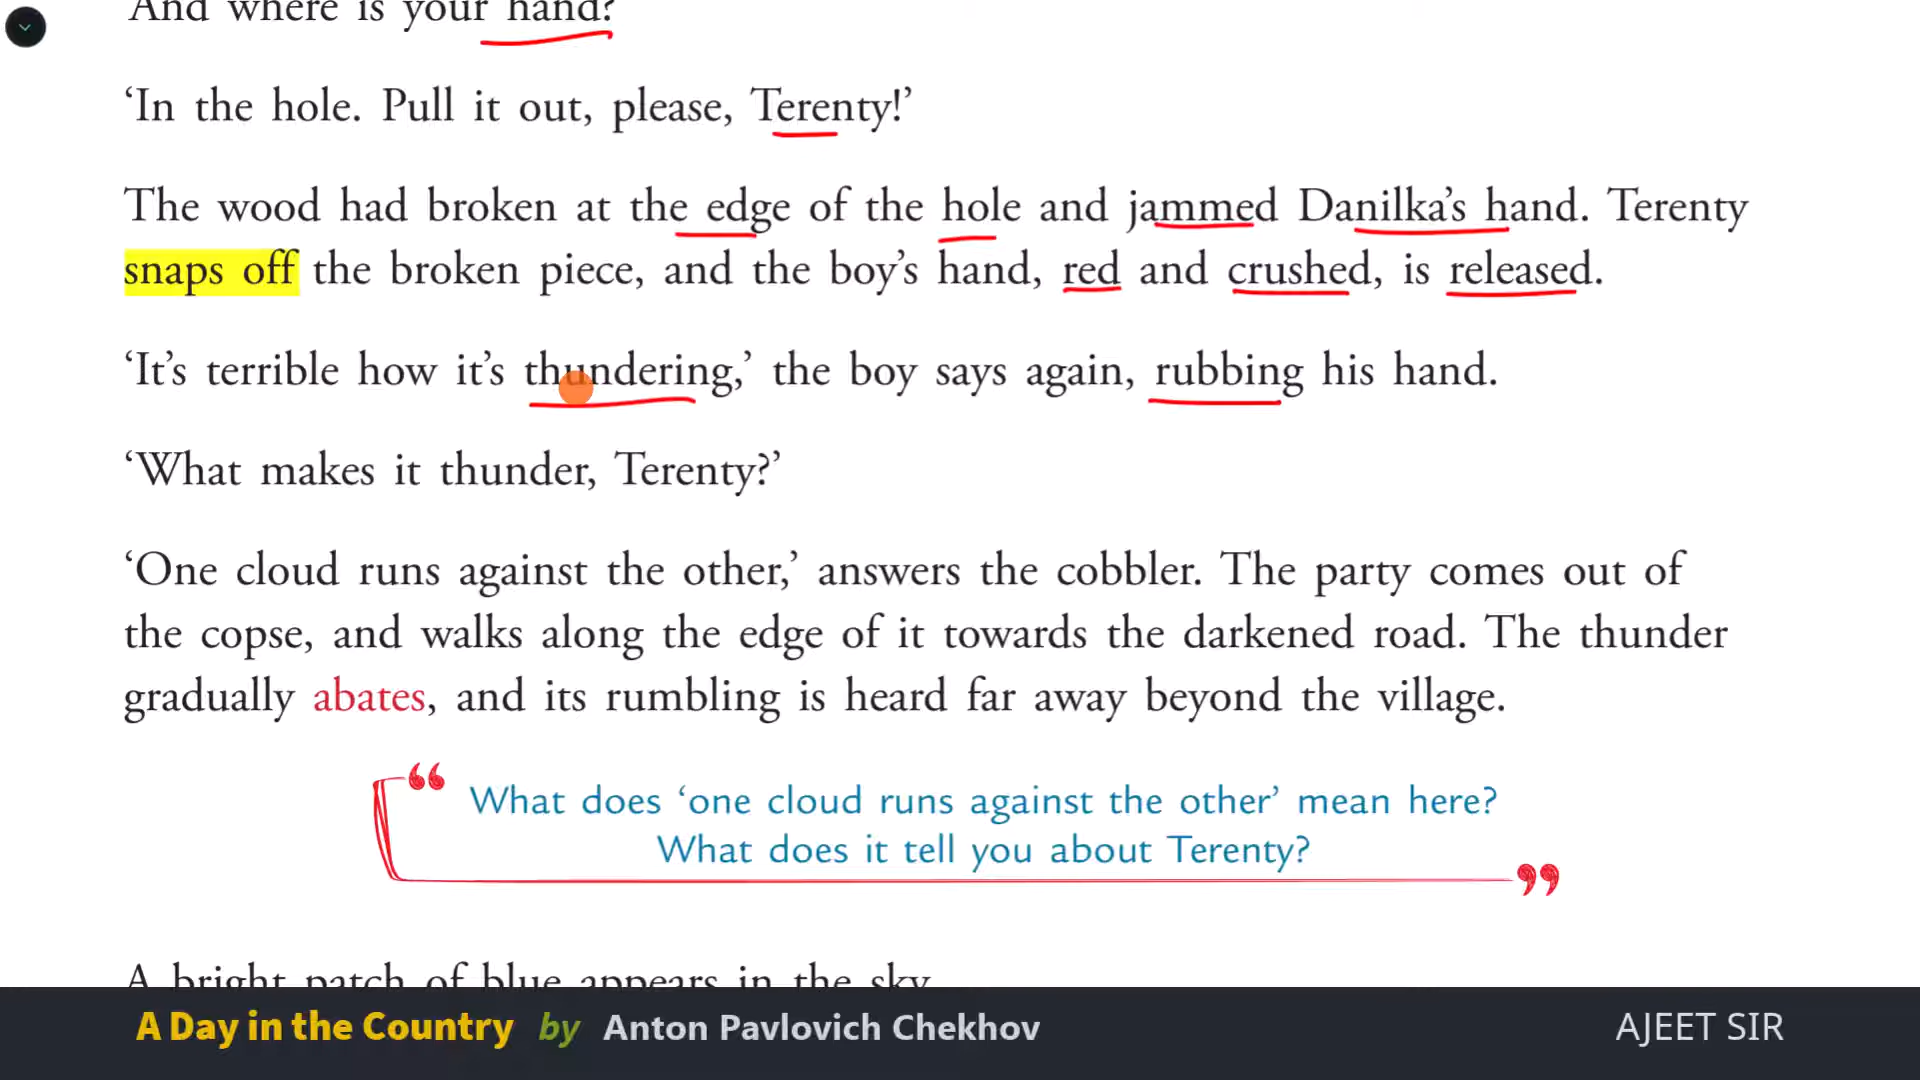 And where is your hand?
‘In the hole. Pull it out, please, Terenty!’
The wood had broken at the edge of the hole and jammed Danilka’s hand. Terenty
snaps off the broken piece, and the boy’s hand, red and crushed, is released.
‘It’s terrible how it’s thundering,’ the boy says again, rubbing his hand.
‘What makes it thunder, Terenty?’
‘One cloud runs against the other,’ answers the cobbler. The party comes out of
the copse, and walks along the edge of it towards the darkened road. The thunder
gradually abates, and its rumbling is heard far away beyond the village.
“ What does ‘one cloud runs against the other’ mean here?
What does it tell you about Terenty? ”
A bright patch of blue appears in the sky.
A Day in the Country by Anton Pavlovich Chekhov AJEET SIR